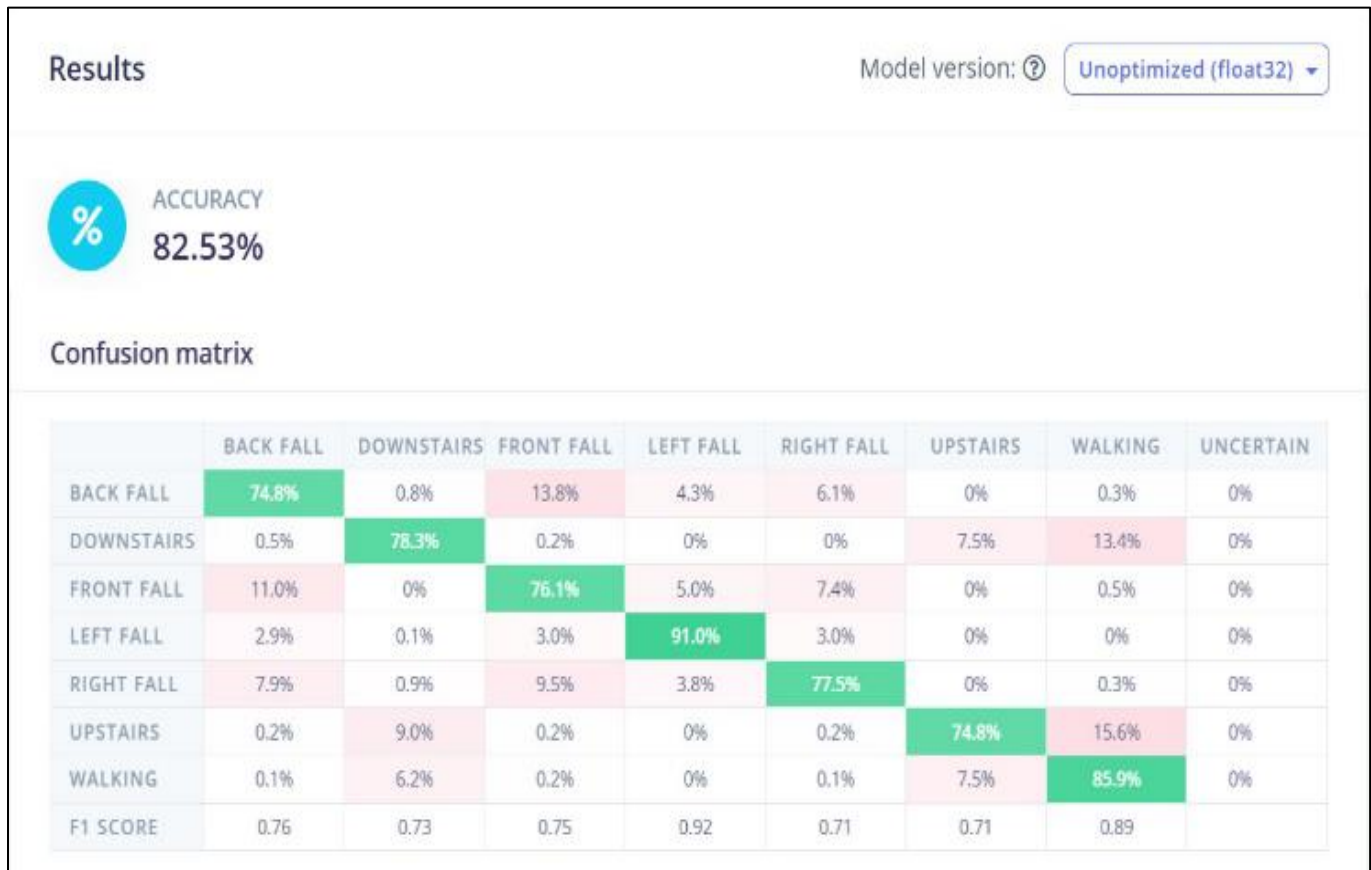 Results Model version: ? Unoptimized (float32)
%
ACCURACY
82.53%
Confusion matrix
BACK FALL DOWNSTAIRS FRONT FALL LEFT FALL RIGHT FALL UPSTAIRS WALKING UNCERTAIN
BACK FALL 74.8% 0.8% 13.8% 4.3% 6.1% 0% 0.3% 0%
DOWNSTAIRS 0.5% 78.3% 0.2% 0% 0% 7.5% 13.4% 0%
FRONT FALL 11.0% 0% 76.1% 5.0% 7.4% 0% 0.5% 0%
LEFT FALL 2.9% 0.1% 3.0% 91.0% 3.0% 0% 0% 0%
RIGHT FALL 7.9% 0.9% 9.5% 3.8% 77.5% 0% 0.3% 0%
UPSTAIRS 0.2% 9.0% 0.2% 0% 0.2% 74.8% 15.6% 0%
WALKING 0.1% 6.2% 0.2% 0% 0.1% 7.5% 85.9% 0%
F1 SCORE 0.76 0.73 0.75 0.92 0.71 0.71 0.89